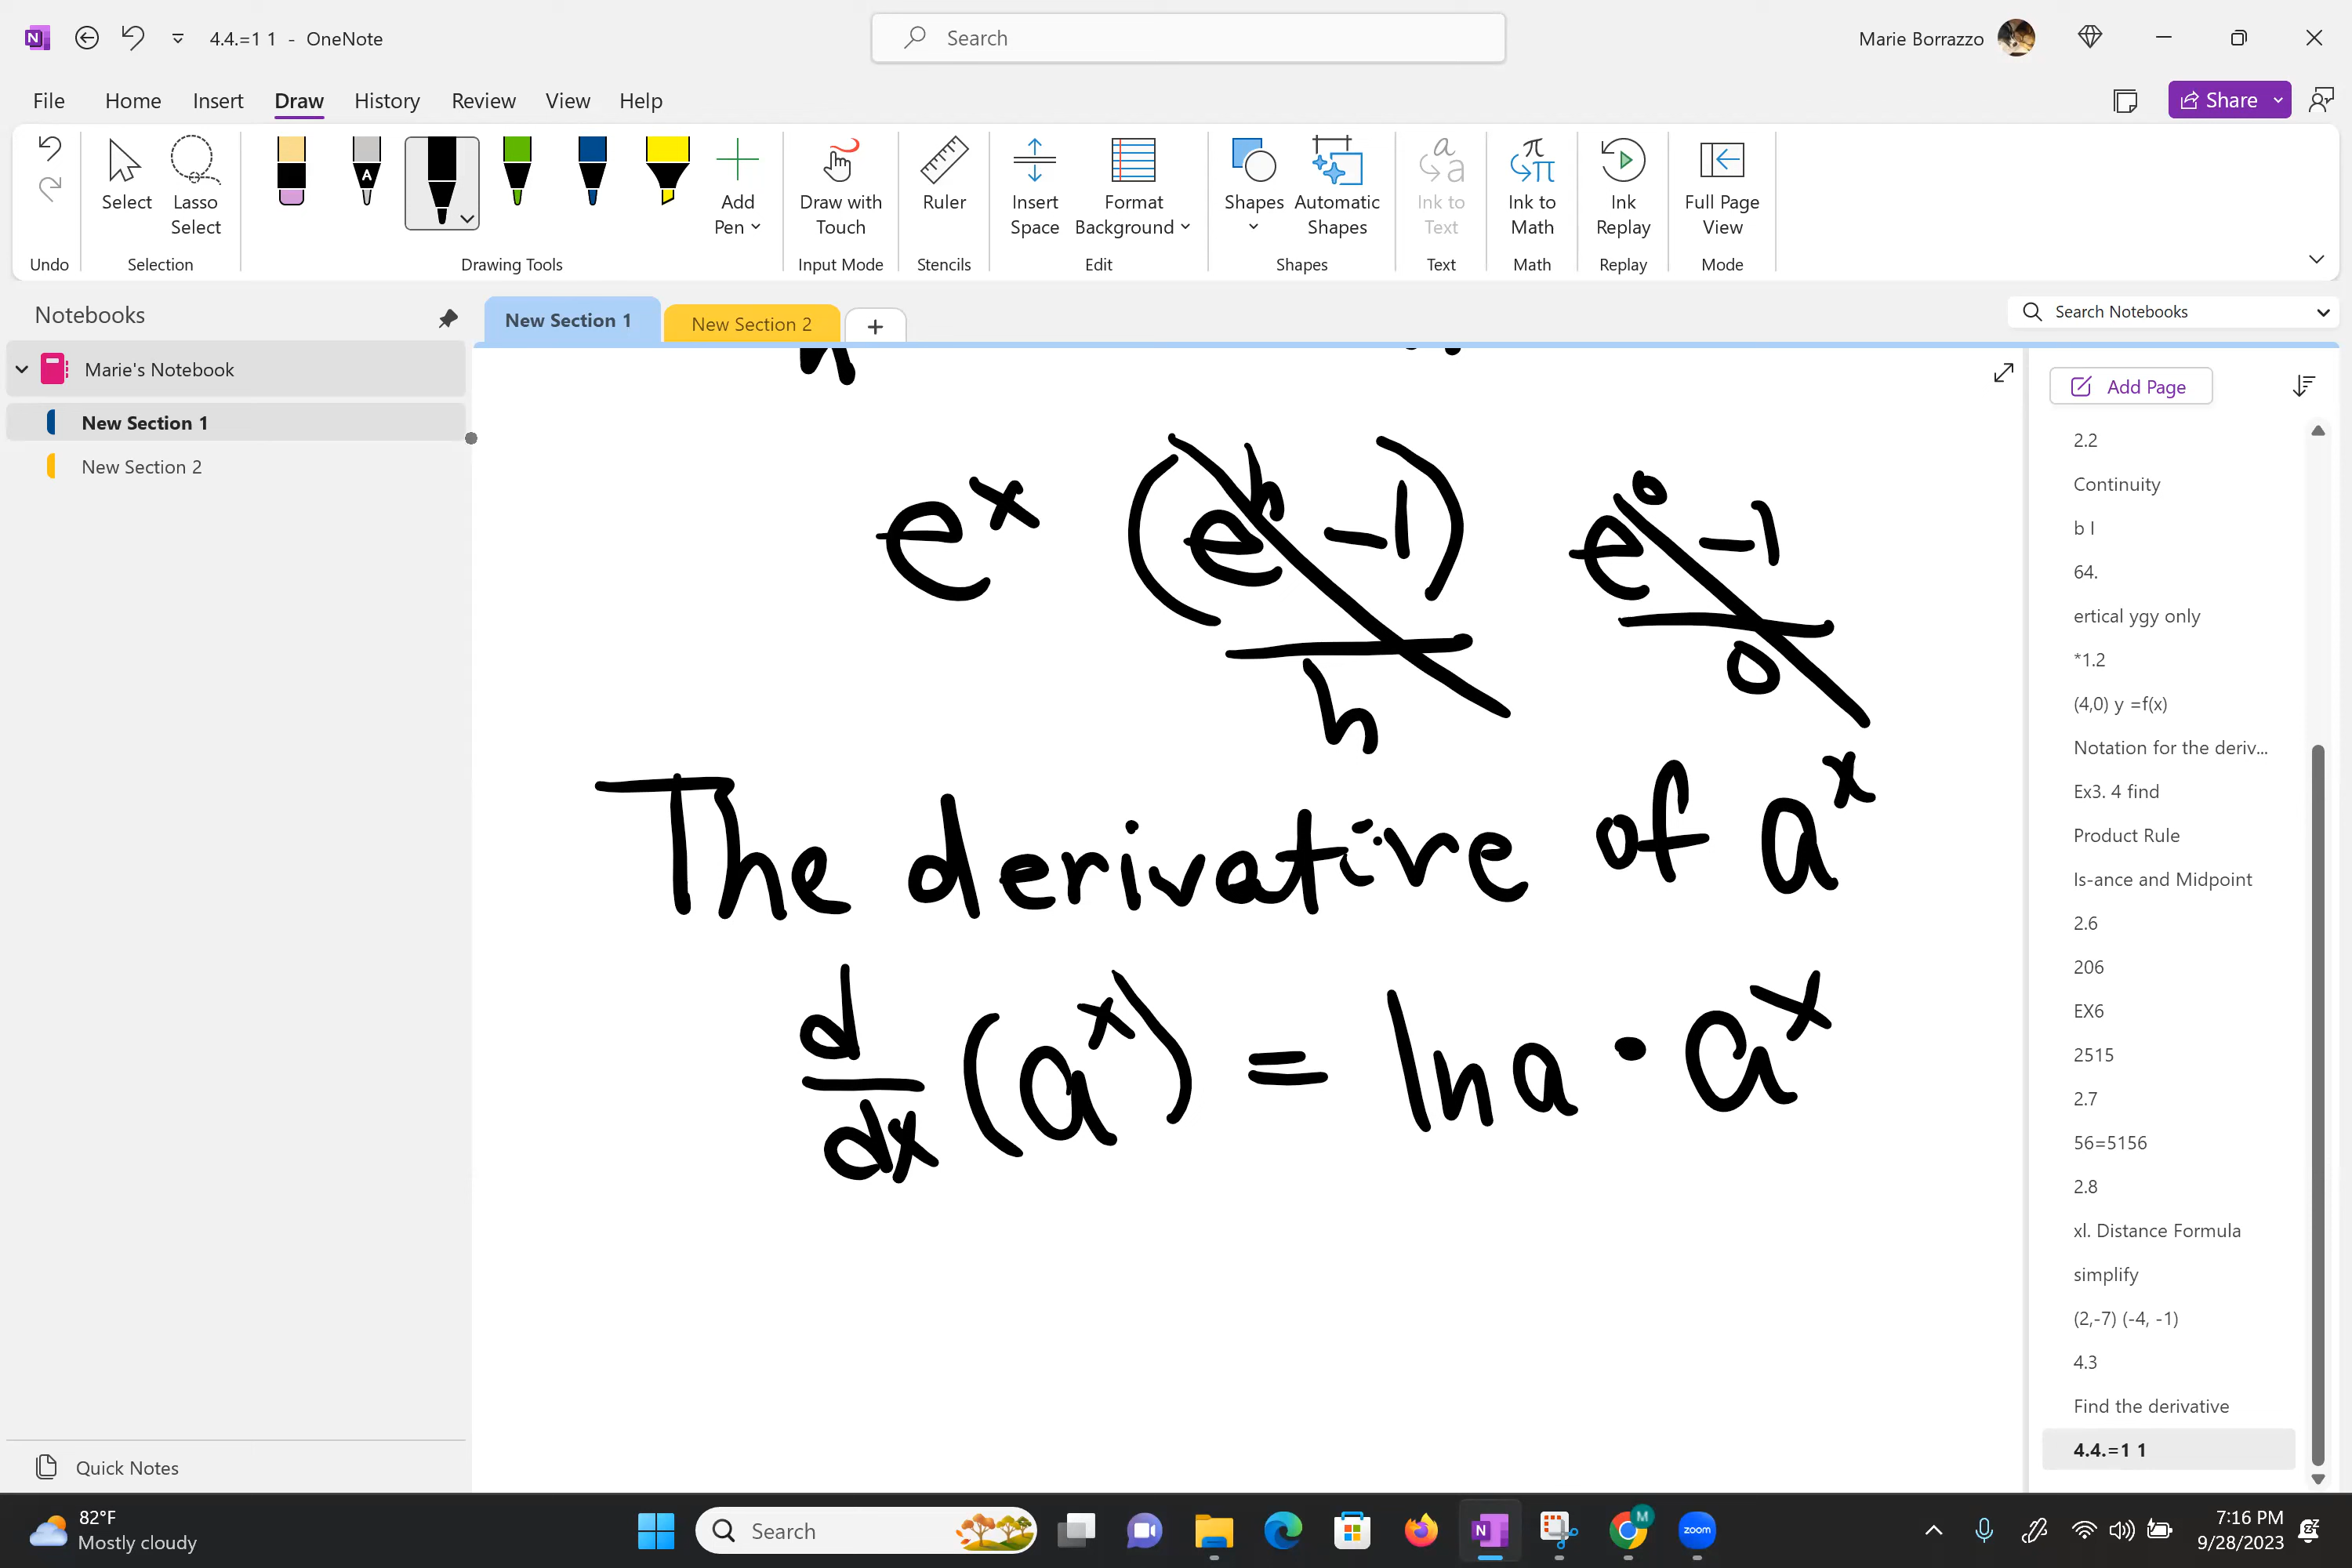 4.4.=1 1 - OneNote
Search
Marie Borrazzo
File Home Insert Draw History Review View Help
Share
Select
Lasso Select
A
Add Pen
Draw with Touch
Ruler
Insert Space
Format Background
Shapes
Automatic Shapes
a a
Ink to Text
π π
Ink to Math
Ink Replay
Full Page View
Undo Selection Drawing Tools Input Mode Stencils Edit Shapes Text Math Replay Mode
Notebooks
New Section 1 New Section 2 +
Search Notebooks
Marie's Notebook
New Section 1
New Section 2
Quick Notes
e^x (e^h - 1)/h (e^0 - 1)/0
The derivative of a^x
d/dx (a^x) = ln a · a^x
Add Page
2.2
Continuity
b l
64.
ertical ygy only
*1.2
(4,0) y =f(x)
Notation for the deriv...
Ex3. 4 find
Product Rule
Is-ance and Midpoint
2.6
206
EX6
2515
2.7
56=5156
2.8
xl. Distance Formula
simplify
(2,-7) (-4, -1)
4.3
Find the derivative
4.4.=1 1
82°F
Mostly cloudy
Search
N
M
zoom
7:16 PM
9/28/2023